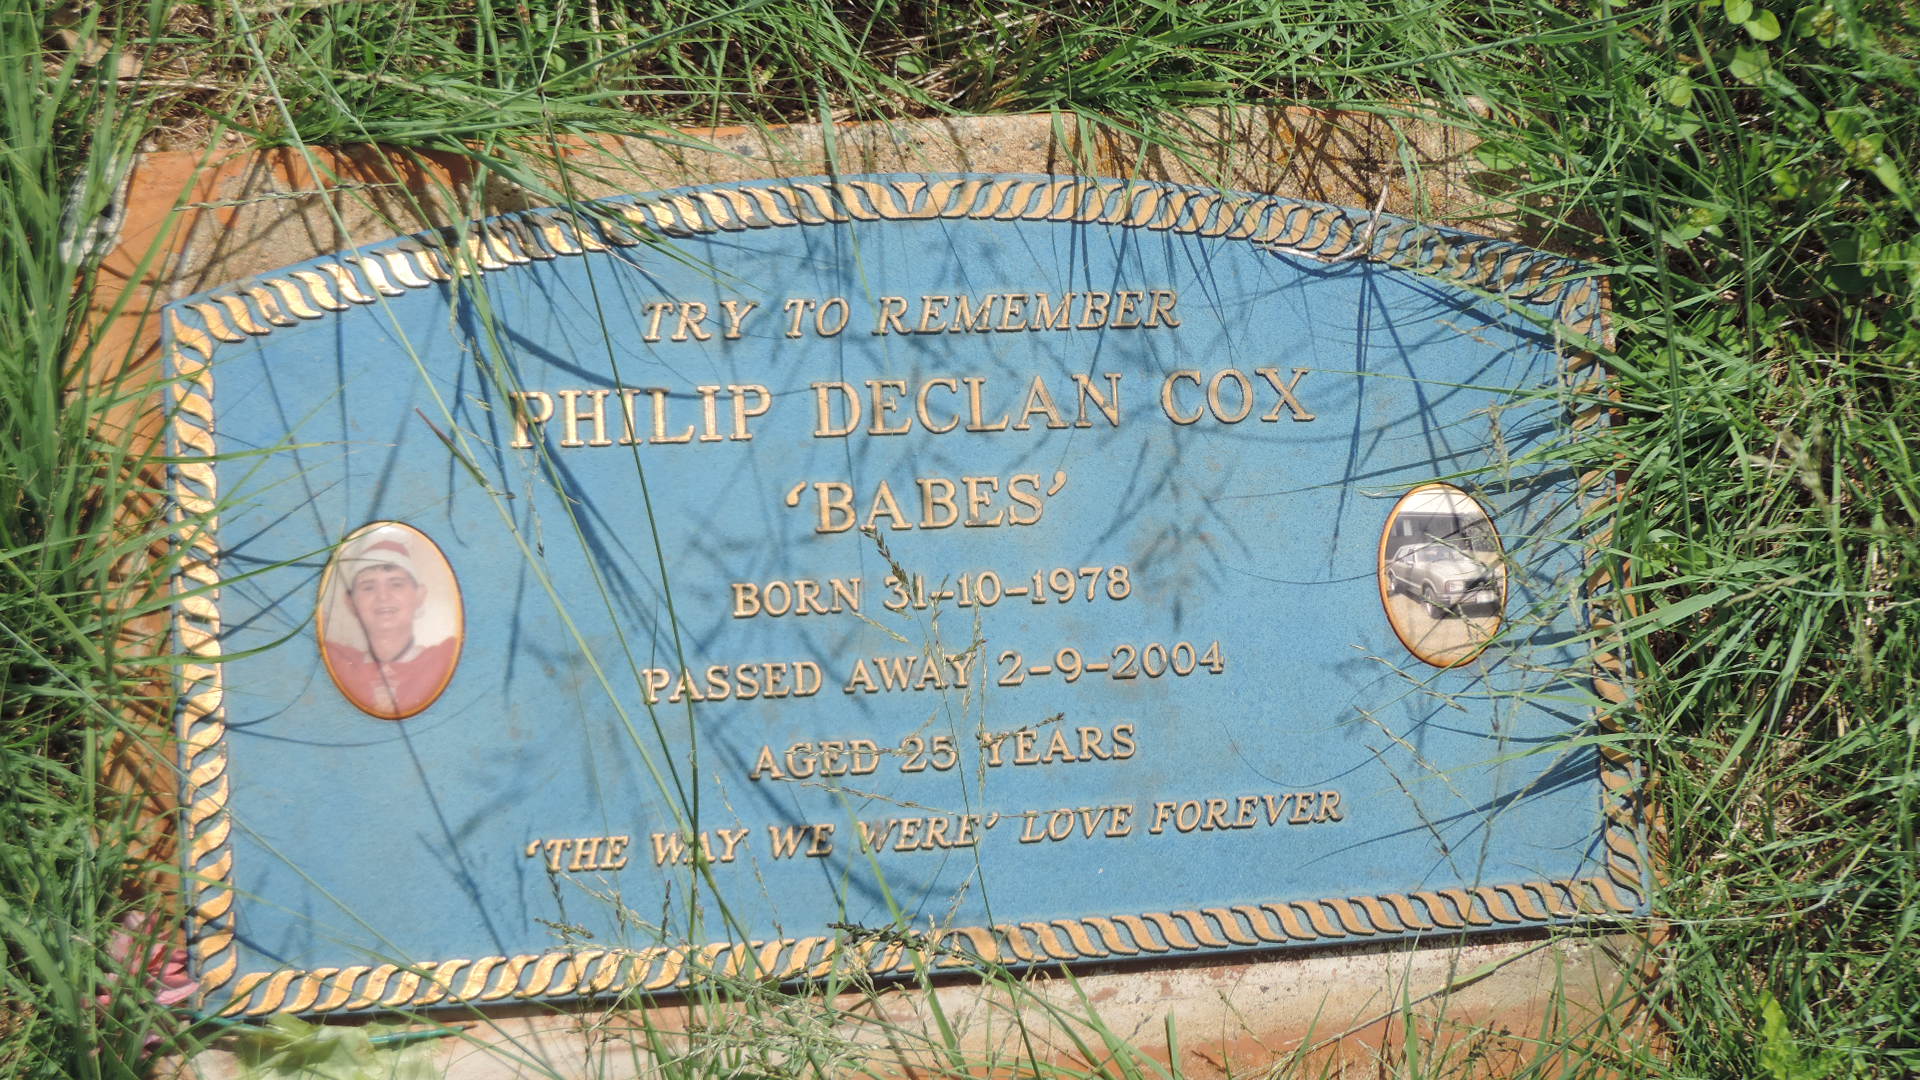 TRY TO REMEMBER
PHILIP DECLAN COX
‘BABES’
BORN 31-10-1978
PASSED AWAY 2-9-2004
AGED 25 YEARS
‘THE WAY WE WERE’ LOVE FOREVER